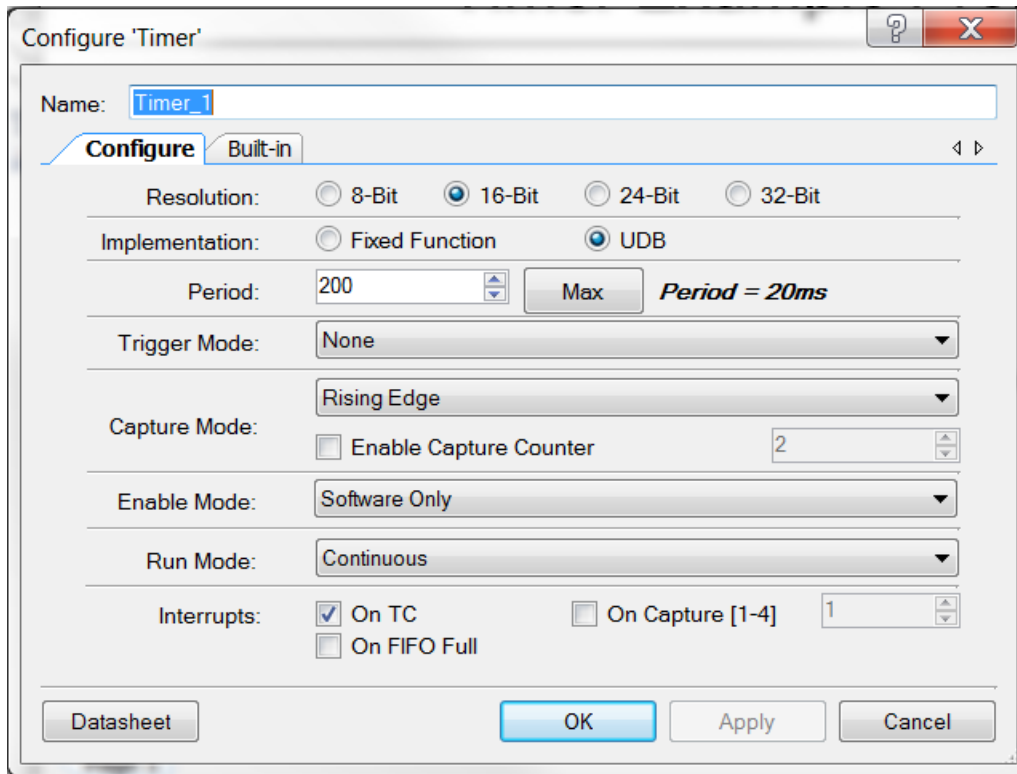 Configure 'Timer'
Name: Timer_1
Configure Built-in
Resolution: 8-Bit 16-Bit 24-Bit 32-Bit
Implementation: Fixed Function UDB
Period: 200 Max Period = 20ms
Trigger Mode: None
Capture Mode: Rising Edge
Enable Capture Counter 2
Enable Mode: Software Only
Run Mode: Continuous
Interrupts: On TC On Capture [1-4] 1
On FIFO Full
Datasheet OK Apply Cancel